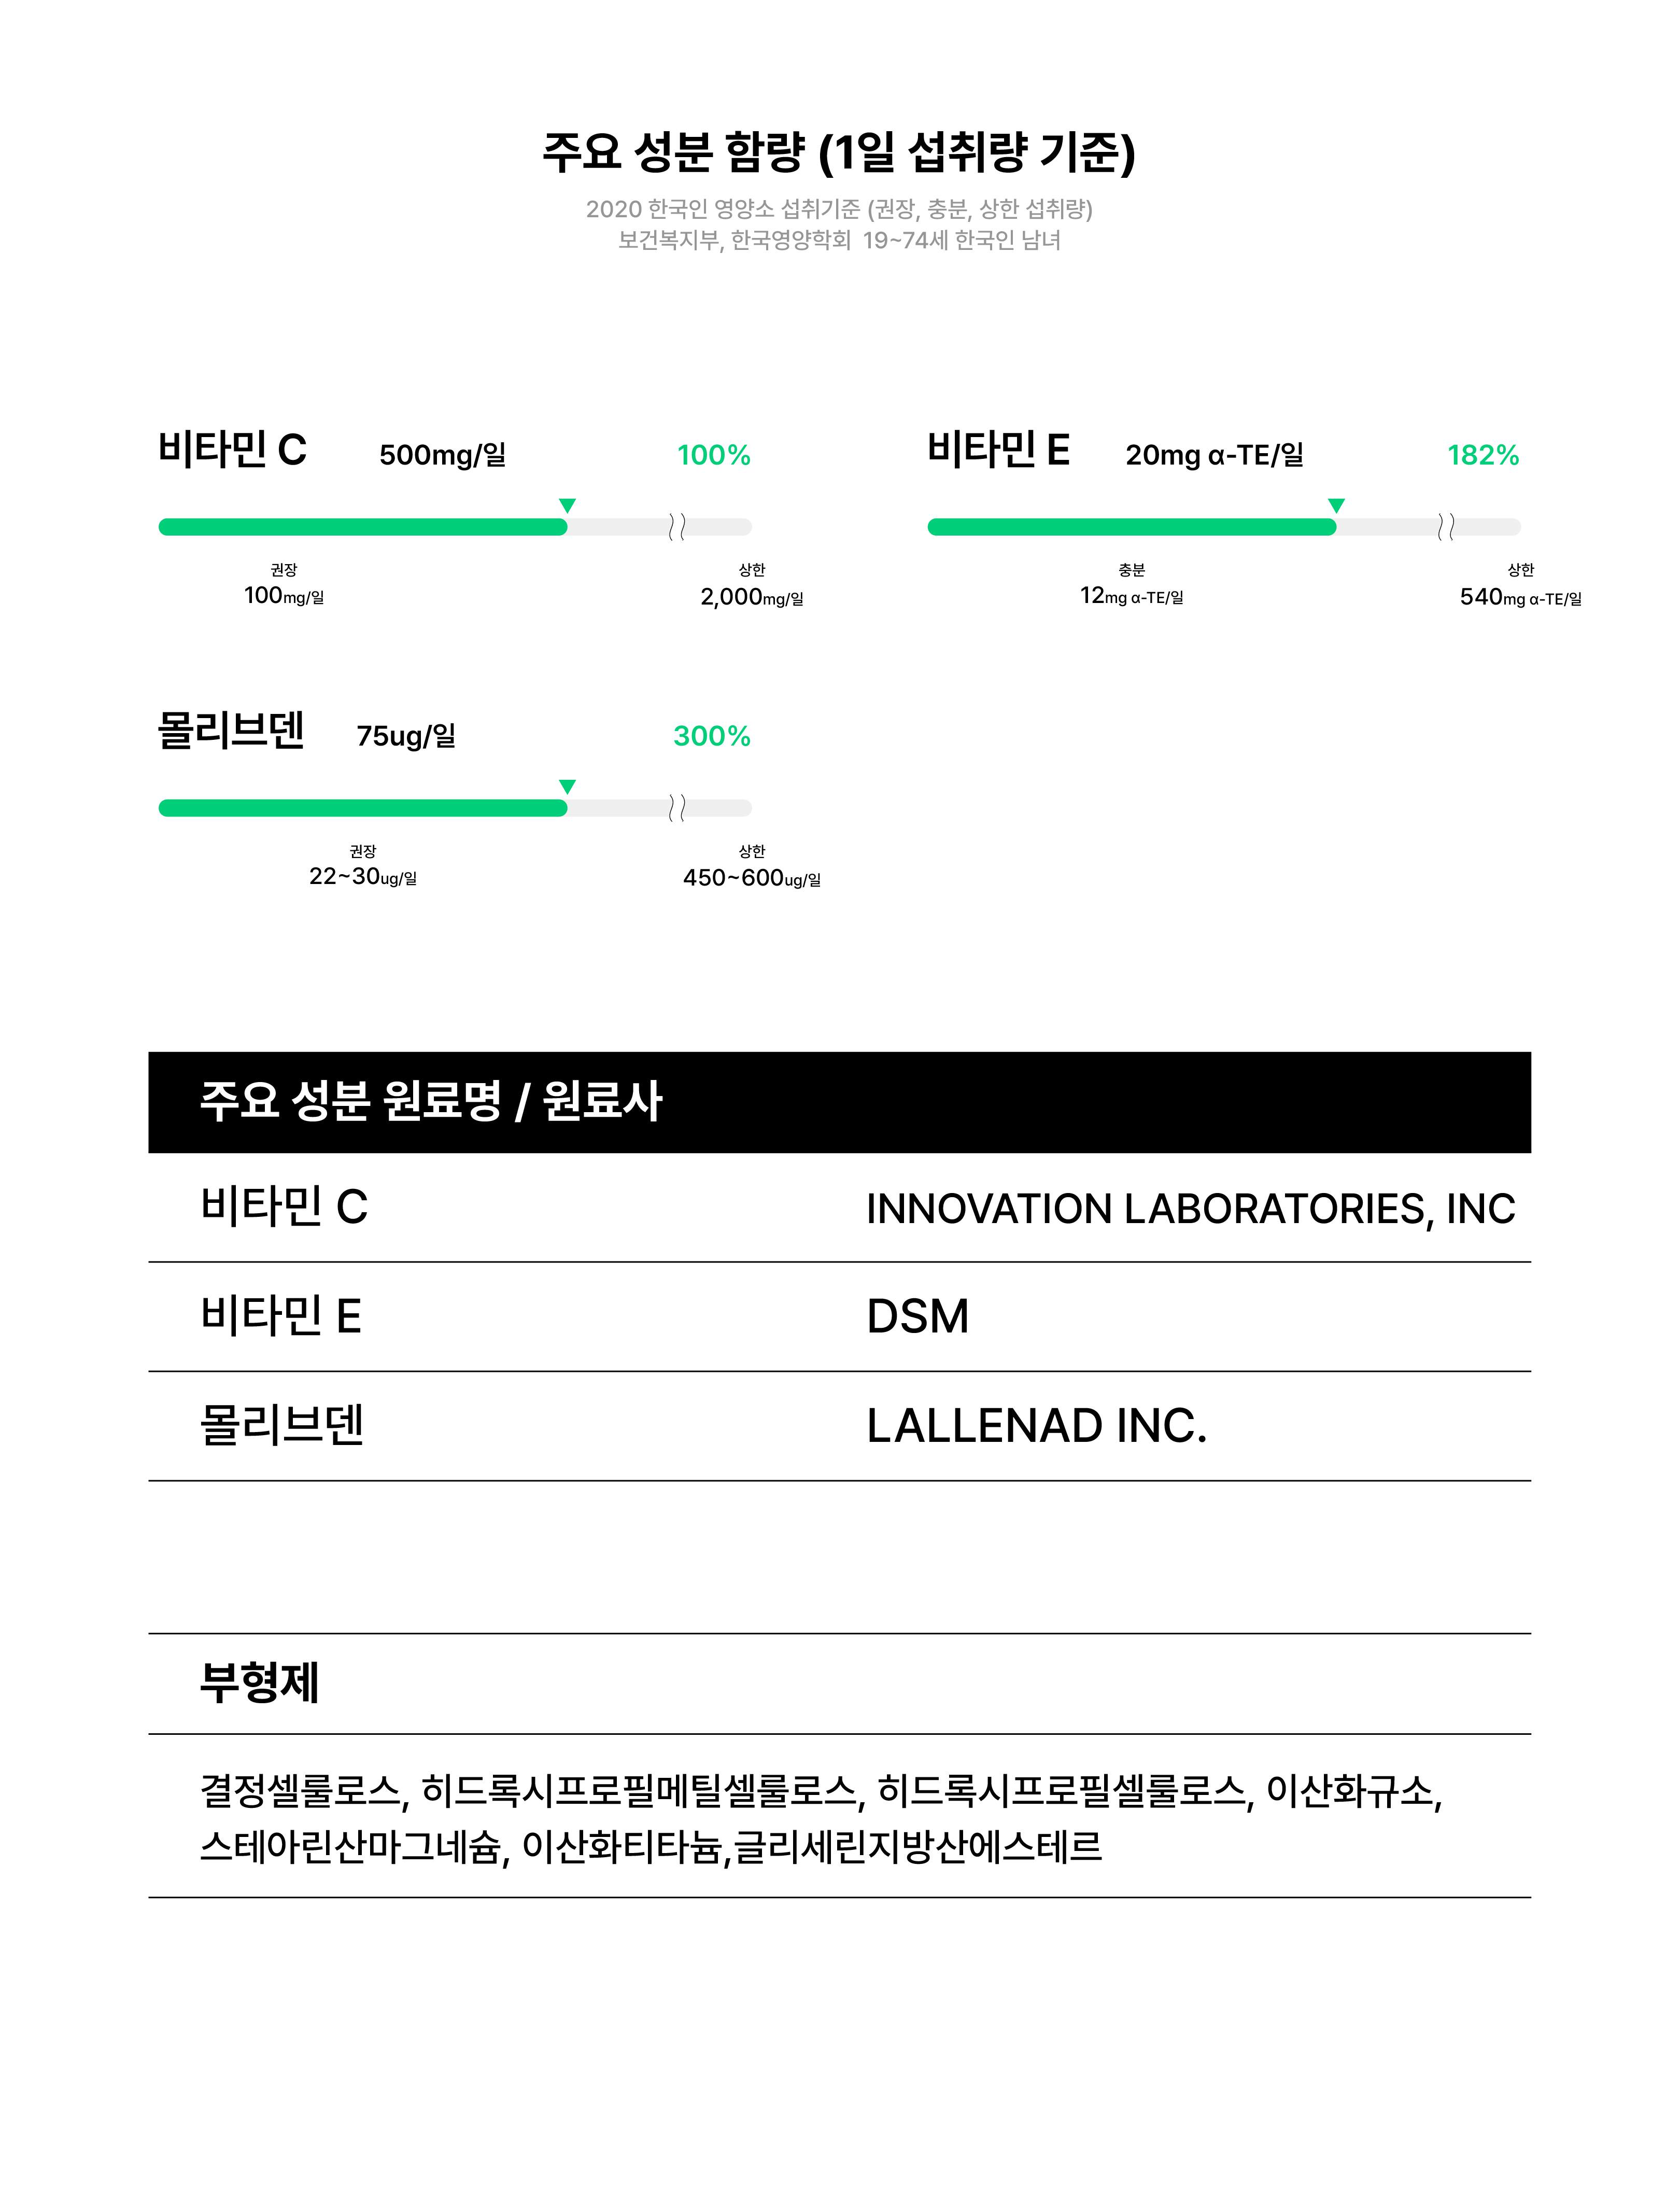 주요 성분 함량 (1일 섭취량 기준)
2020 한국인 영양소 섭취기준 (권장, 충분, 상한 섭취량)
보건복지부, 한국영양학회 19~74세 한국인 남녀
비타민 C 500mg/일 100%
권장 상한
100mg/일 2,000mg/일
비타민 E 20mg α-TE/일 182%
충분 상한
12mg α-TE/일 540mg α-TE/일
몰리브덴 75ug/일 300%
권장 상한
22~30ug/일 450~600ug/일
주요 성분 원료명 / 원료사
비타민 C INNOVATION LABORATORIES, INC
비타민 E DSM
몰리브덴 LALLENAD INC.
부형제
결정셀룰로스, 히드록시프로필메틸셀룰로스, 히드록시프로필셀룰로스, 이산화규소,
스테아린산마그네슘, 이산화티타늄,글리세린지방산에스테르